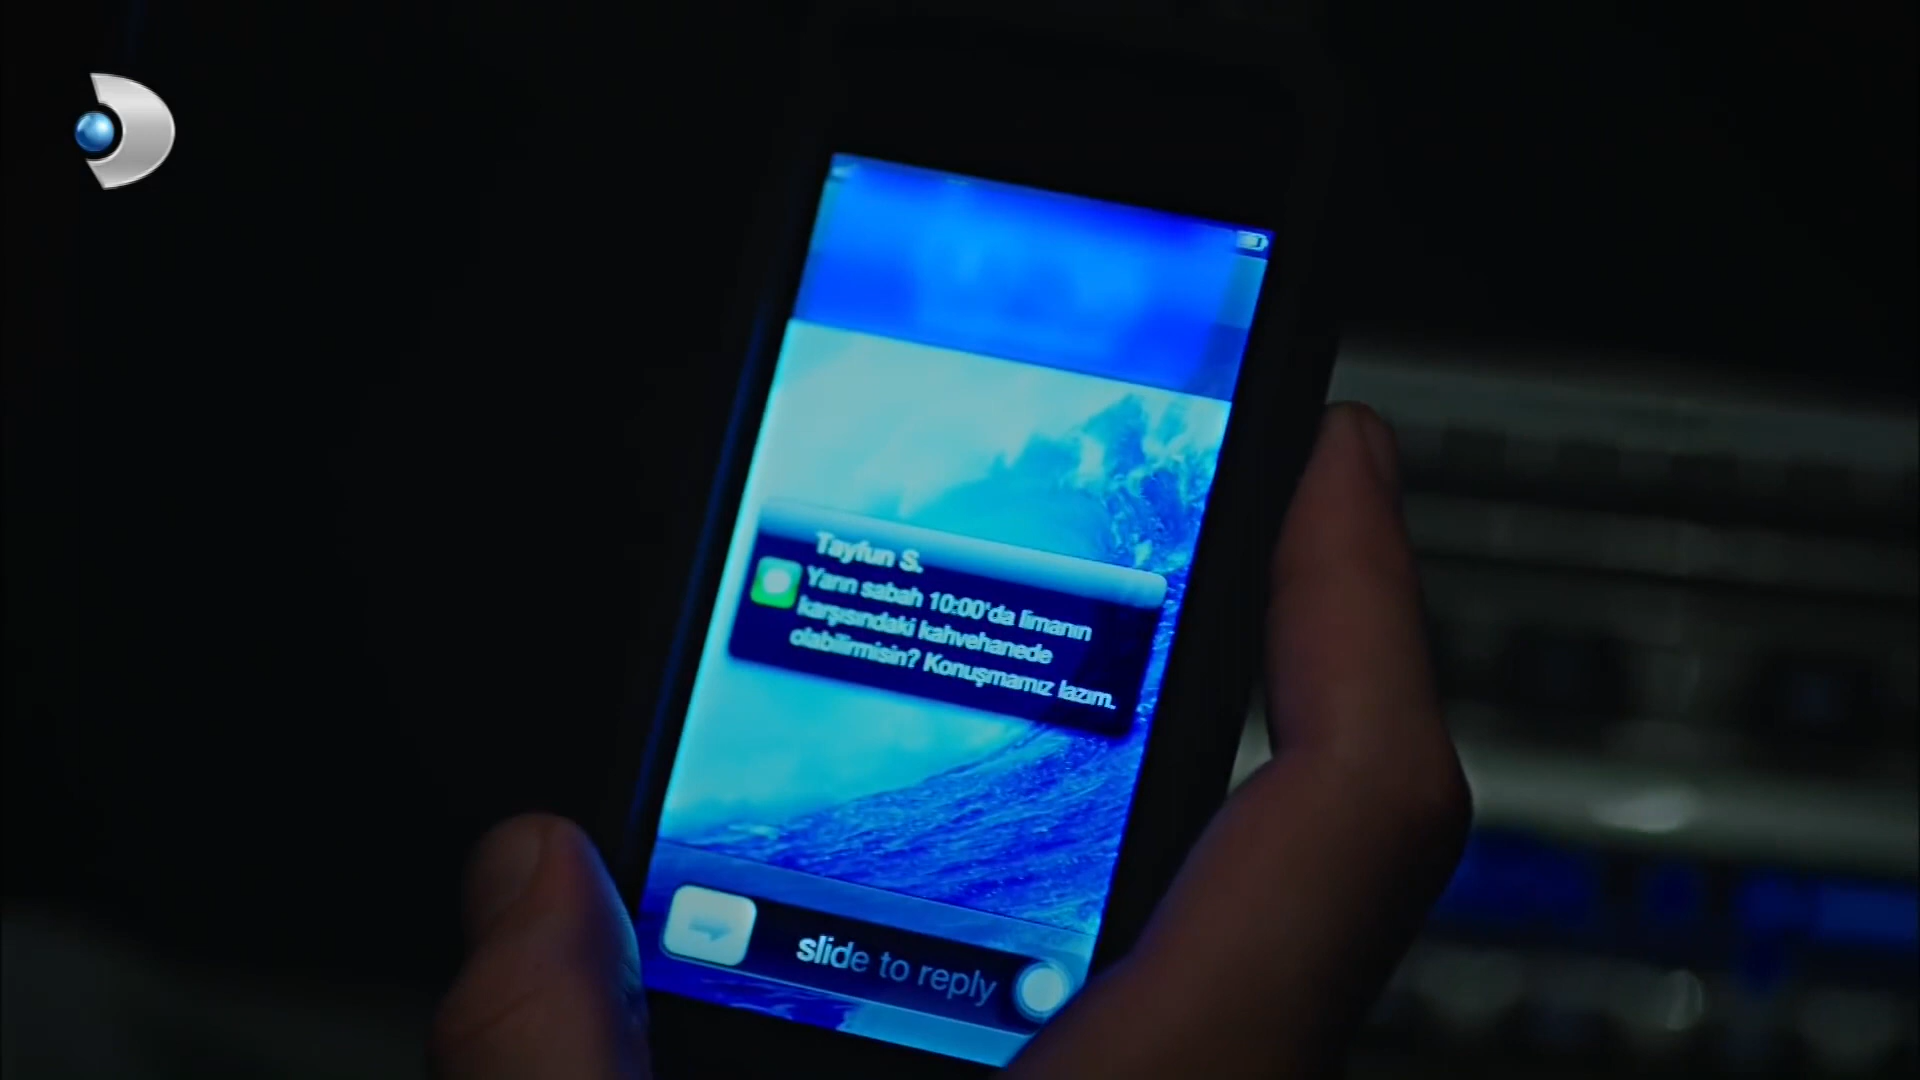 Tayfun S.
Yarın sabah 10:00'da limanın
karşısındaki kahvehanede
olabilirmisin? Konuşmamız lazım.
slide to reply